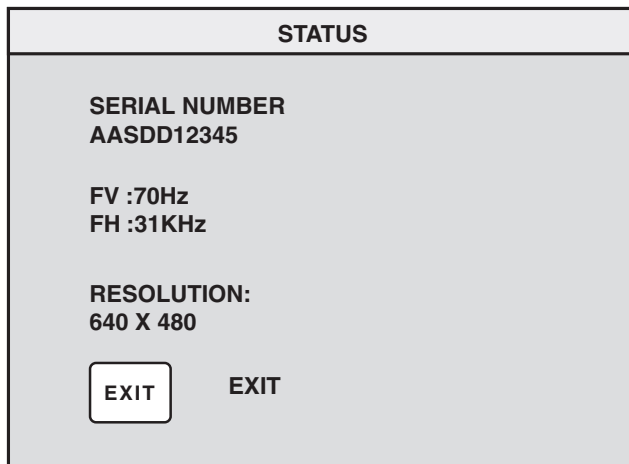 STATUS
SERIAL NUMBER
AASDD12345
FV :70Hz
FH :31KHz
RESOLUTION:
640 X 480
EXIT EXIT